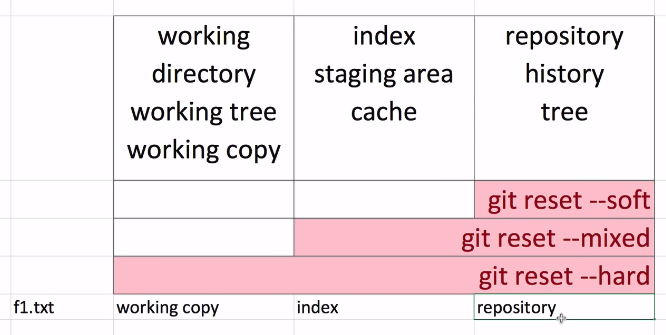 working
directory
working tree
working copy
index
staging area
cache
repository
history
tree
git reset --soft
git reset --mixed
git reset --hard
f1.txt working copy index repository